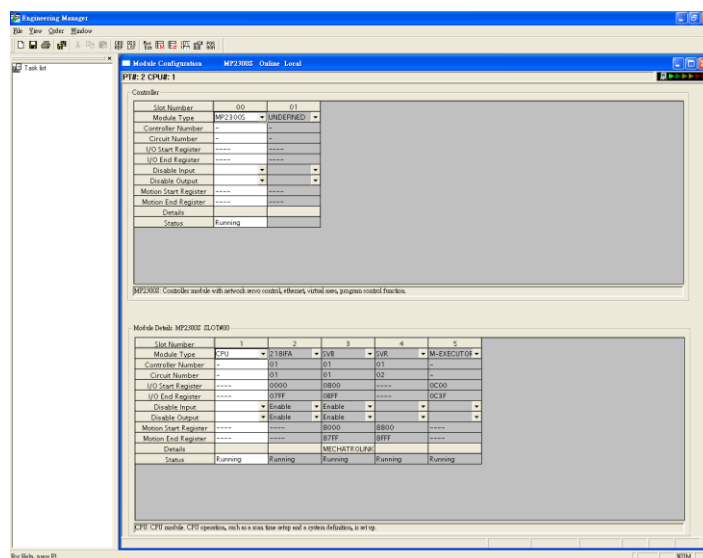 Engineering Manager
File View Order Window
Task list
Module Configuration MP2300S Online Local
PT#: 2 CPU#: 1
Controller
Slot Number 00 01
Module Type MP2300S UNDEFINED
Controller Number - -
Circuit Number - -
I/O Start Register ---- ----
I/O End Register ---- ----
Disable Input
Disable Output
Motion Start Register ---- ----
Motion End Register ---- ----
Details
Status Running
MP2300S: Controller module with network servo control, ethernet, virtual axes, program control function.
Module Details: MP2300S SLOT#00
Slot Number 1 2 3 4 5
Module Type CPU 218IFA SVB SVR M-EXECUTOR
Controller Number - 01 01 01 -
Circuit Number - 01 01 02 -
I/O Start Register ---- 0000 0800 ---- 0C00
I/O End Register ---- 07FF 0BFF ---- 0C3F
Disable Input Enable Enable
Disable Output Enable Enable
Motion Start Register ---- ---- 8000 8800 ----
Motion End Register ---- ---- 87FF 8FFF ----
Details MECHATROLINK
Status Running Running Running Running Running
CPU: CPU module. CPU operation, such as a scan time setup and a system definition, is set up.
For Help, press F1 NUM